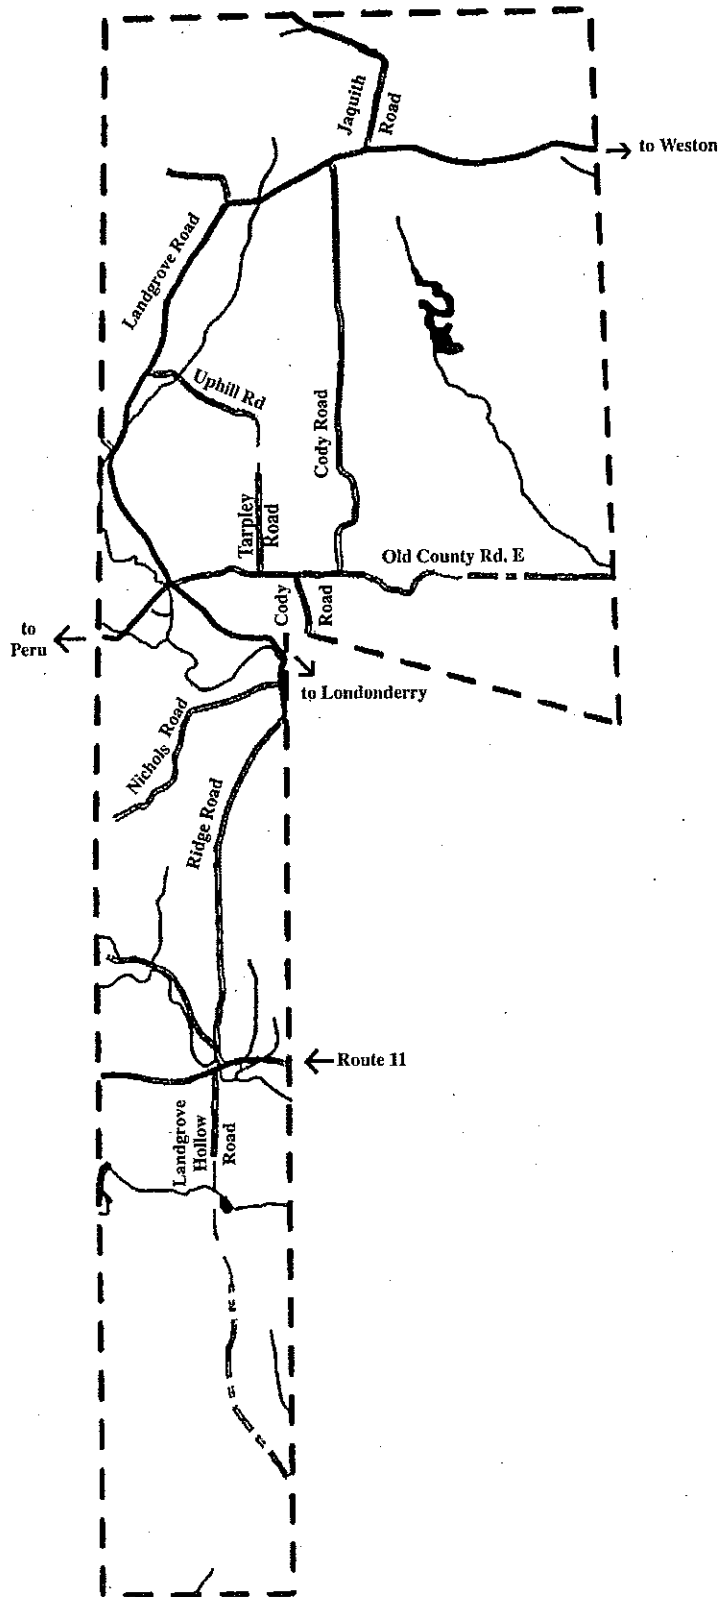 Jaquith
Road
to Weston
Landgrove Road
Uphill Rd
Cody Road
Tarpley
Road
Old County Rd. E
Cody
Road
to
Peru
to Londonderry
Nichols Road
Ridge Road
Route 11
Landgrove
Hollow
Road